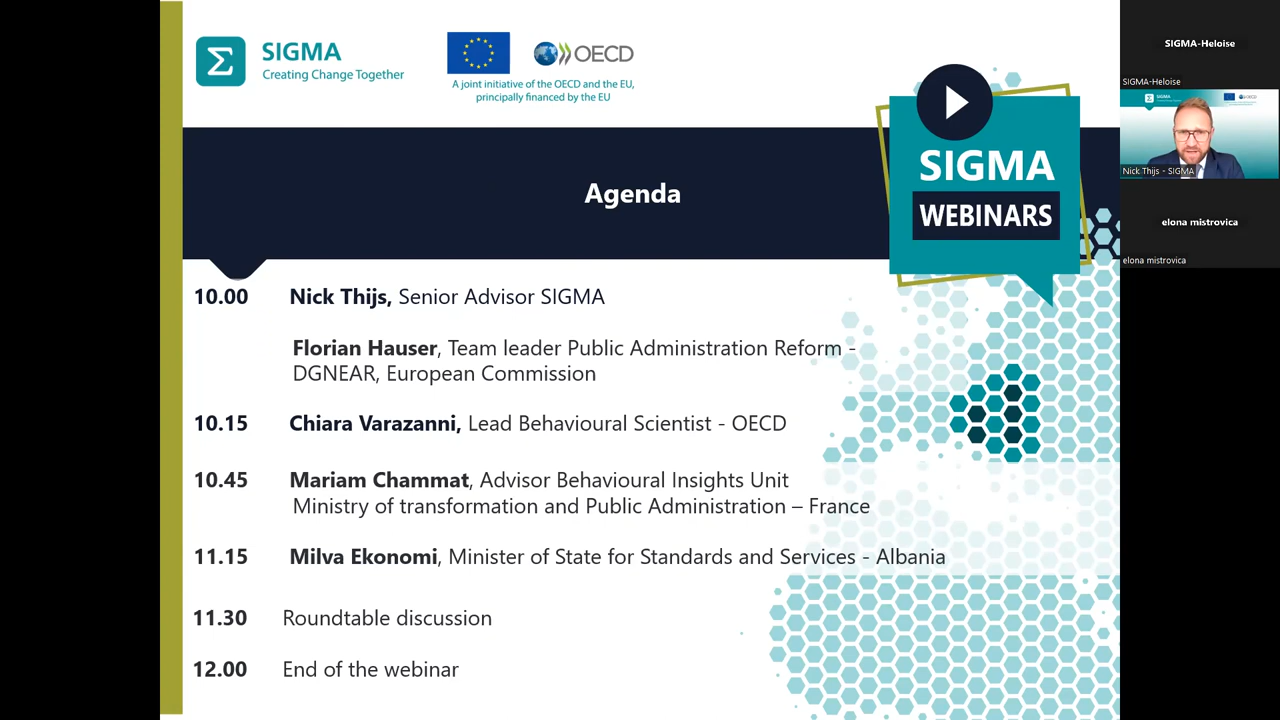 SIGMA
Creating Change Together
OECD
A joint initiative of the OECD and the EU,
principally financed by the EU
SIGMA
WEBINARS
Agenda
10.00 Nick Thijs, Senior Advisor SIGMA
Florian Hauser, Team leader Public Administration Reform -
DGNEAR, European Commission
10.15 Chiara Varazanni, Lead Behavioural Scientist - OECD
10.45 Mariam Chammat, Advisor Behavioural Insights Unit
Ministry of transformation and Public Administration – France
11.15 Milva Ekonomi, Minister of State for Standards and Services - Albania
11.30 Roundtable discussion
12.00 End of the webinar
SIGMA-Heloise
SIGMA-Heloise
SIGMA
OECD
Nick Thijs - SIGMA
elona mistrovica
elona mistrovica